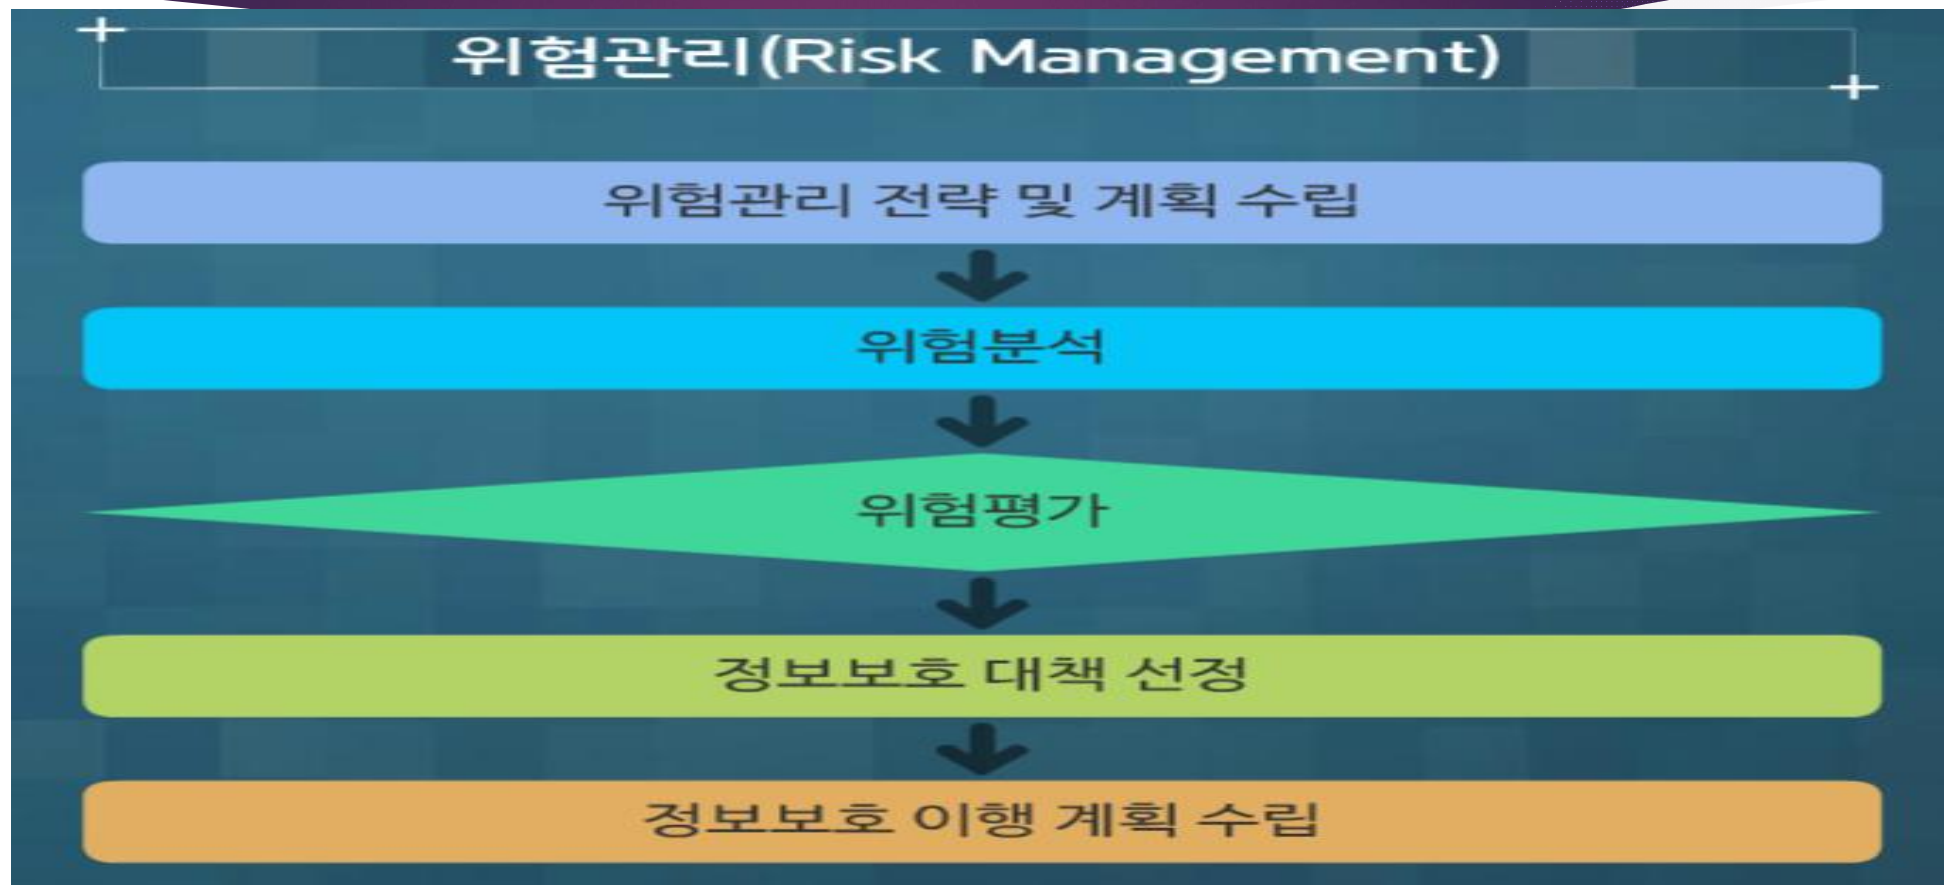 위험관리(Risk Management)
위험관리 전략 및 계획 수립
위험분석
위험평가
정보보호 대책 선정
정보보호 이행 계획 수립